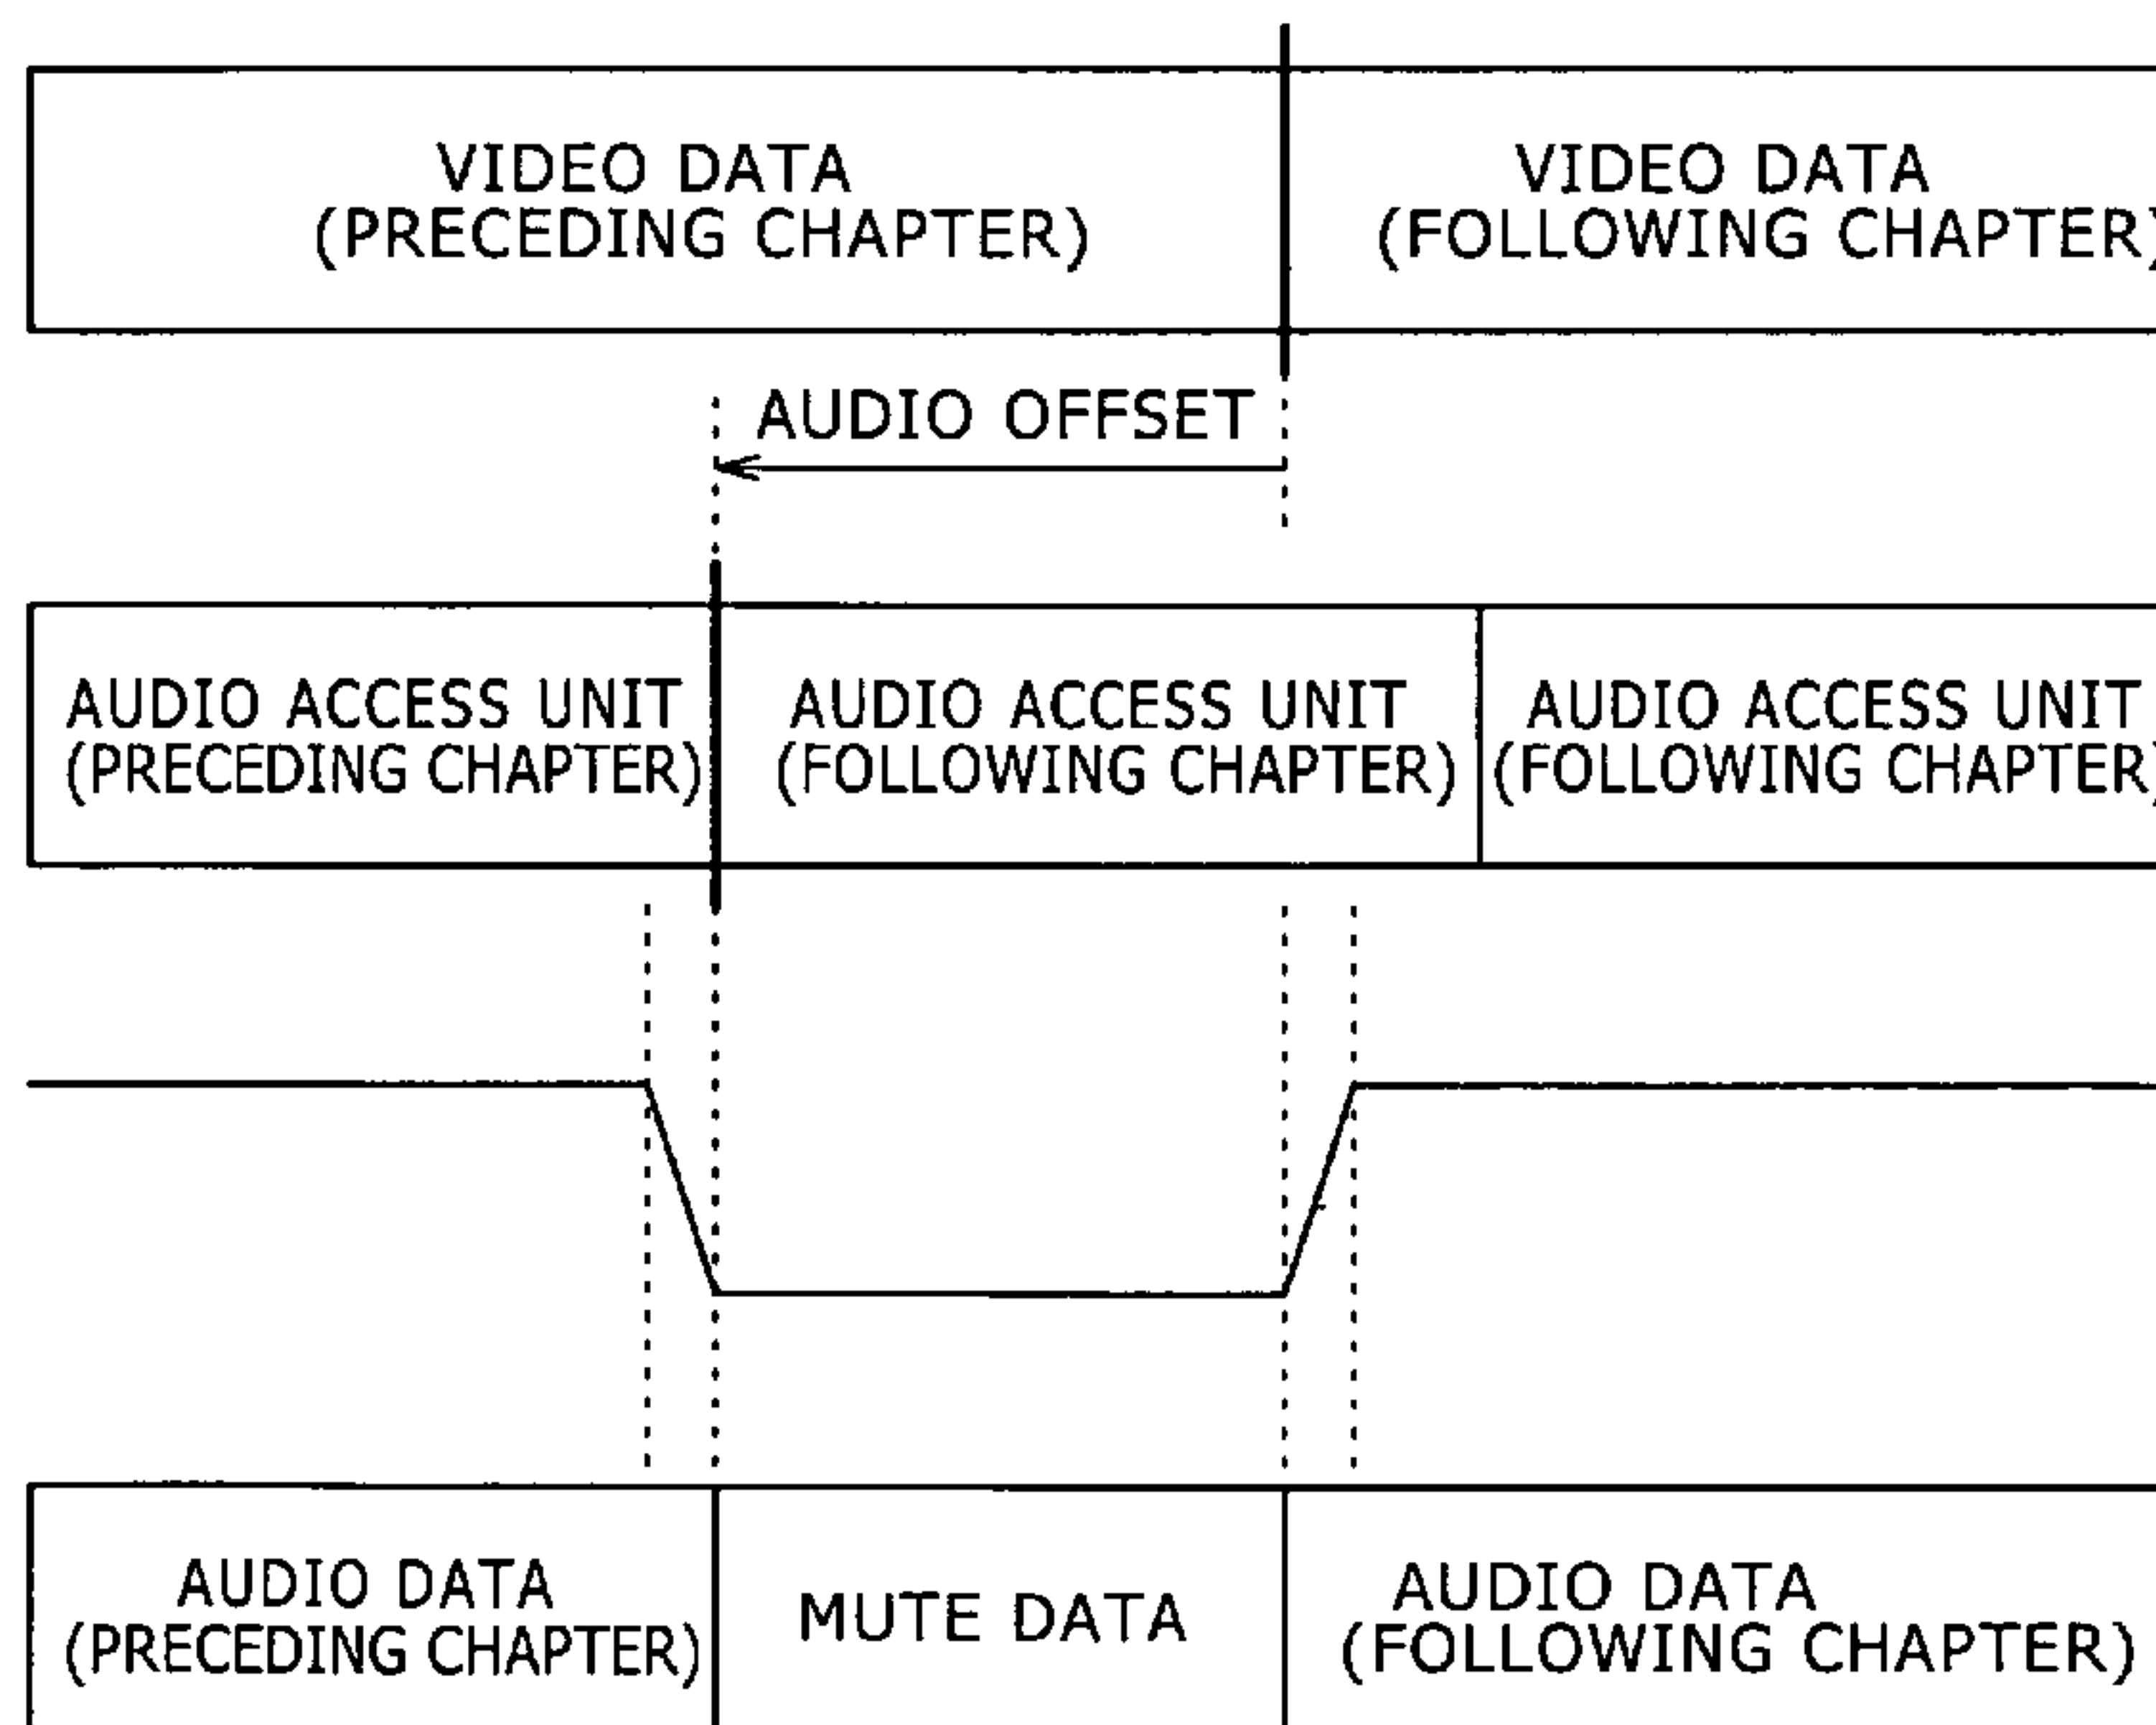 VIDEO DATA
(PRECEDING CHAPTER)
VIDEO DATA
(FOLLOWING CHAPTER)
AUDIO OFFSET
AUDIO ACCESS UNIT
(PRECEDING CHAPTER)
AUDIO ACCESS UNIT
(FOLLOWING CHAPTER)
AUDIO ACCESS UNIT
(FOLLOWING CHAPTER)
AUDIO DATA
(PRECEDING CHAPTER)
MUTE DATA
AUDIO DATA
(FOLLOWING CHAPTER)